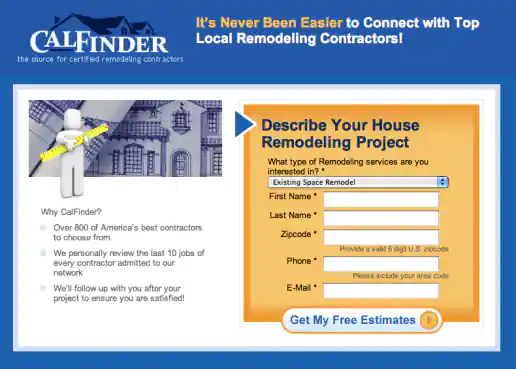 CALFINDER
the source for certified remodeling contractors
It's Never Been Easier to Connect with Top
Local Remodeling Contractors!
Why CalFinder?
Over 800 of America's best contractors
to choose from
We personally review the last 10 jobs of
every contractor admitted to our
network
We'll follow up with you after your
project to ensure you are satisfied!
Describe Your House
Remodeling Project
What type of Remodeling services are you
interested in? *
Existing Space Remodel
First Name *
Last Name *
Zipcode *
Provide a valid 5 digit U.S. zipcode
Phone *
Please include your area code
E-Mail *
Get My Free Estimates